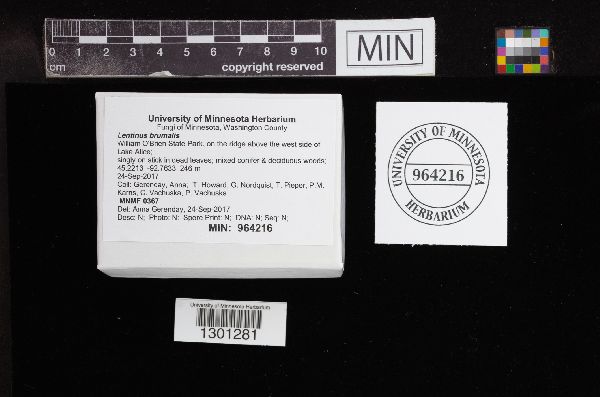 0 1 2 3 4 5 6 7 8 9 10
cm
copyright reserved
MIN
University of Minnesota Herbarium
Fungi of Minnesota, Washington County
Lentinus brumalis
William O'Brien State Park, on the ridge above the west side of
Lake Alice;
singly on stick in dead leaves; mixed conifer & deciduous woods;
45.2213 -92.7633 246 m
24-Sep-2017
Coll: Gerenday, Anna; T. Howard, G. Nordquist, T. Pieper, P.M.
Karns, C. Vachuska, P. Vachuska
MNMF 0367
Det: Anna Gerenday, 24-Sep-2017
Desc: N; Photo: N; Spore Print: N; DNA: N; Seq: N;
MIN: 964216
UNIVERSITY OF MINNESOTA
964216
HERBARIUM
University of Minnesota Herbarium
1301281